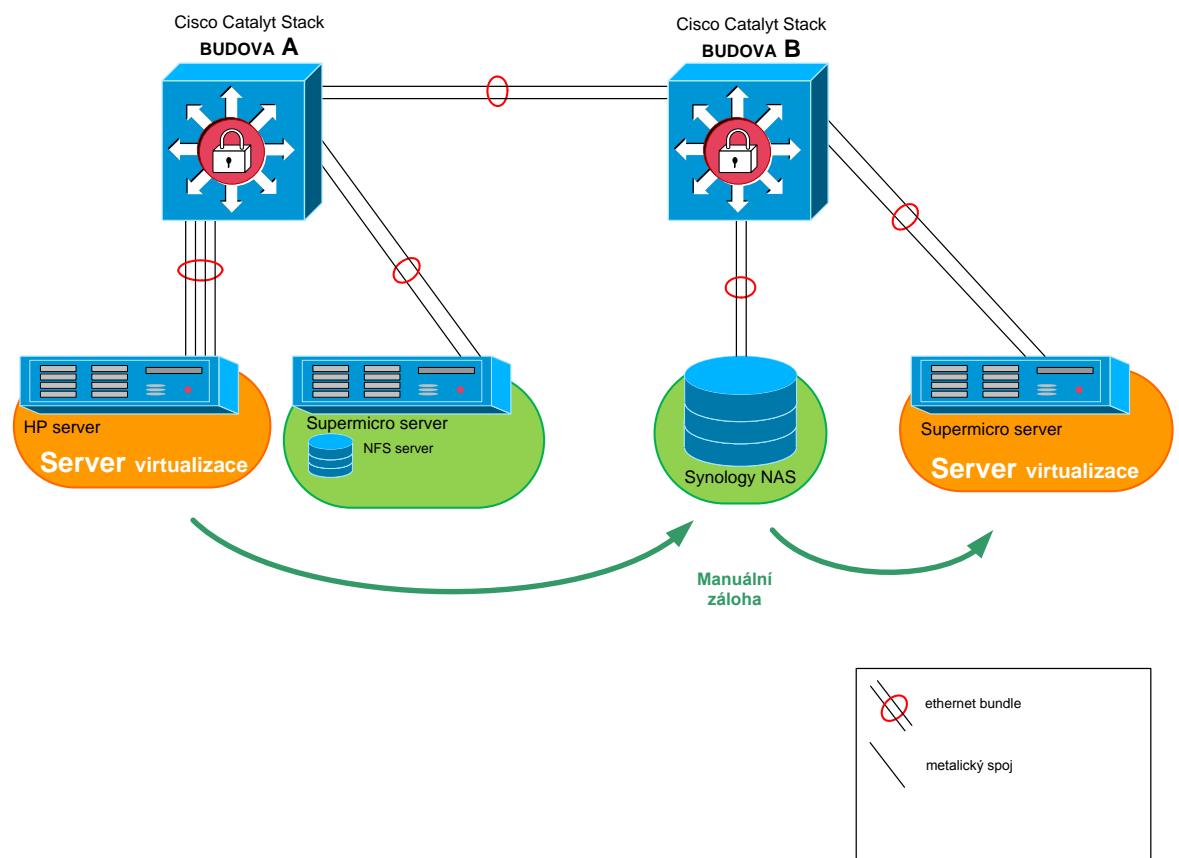 Cisco Catalyt Stack
BUDOVA A
Cisco Catalyt Stack
BUDOVA B
HP server
Server virtualizace
Supermicro server
NFS server
Synology NAS
Supermicro server
Server virtualizace
Manuální
záloha
ethernet bundle
metalický spoj